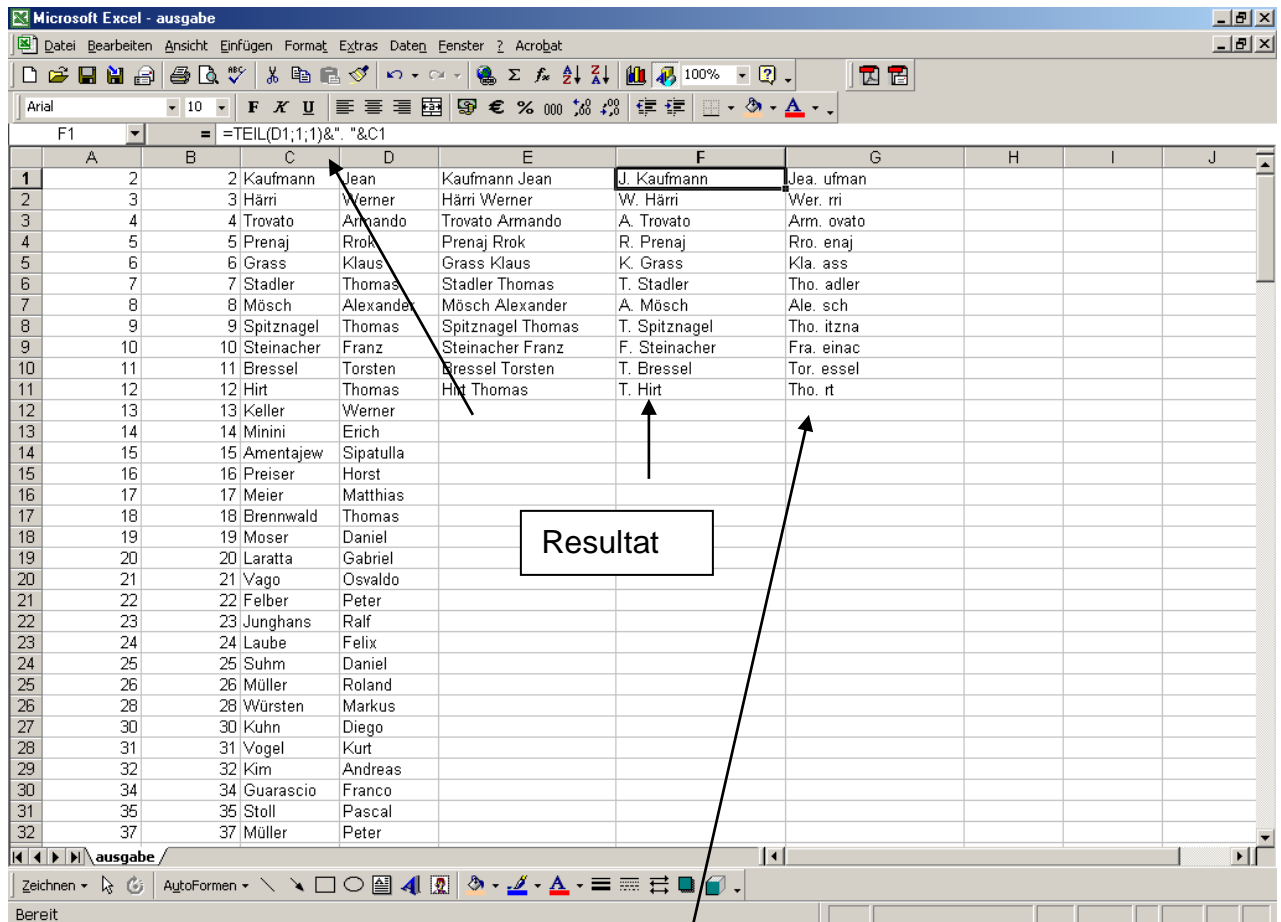 Microsoft Excel - ausgabe
Datei Bearbeiten Ansicht Einfügen Format Extras Daten Fenster ? Acrobat
100%
Arial 10 F K U € % 000
F1 = =TEIL(D1;1;1)&". "&C1
A B C D E F G H I J
1 2 2 Kaufmann Jean Kaufmann Jean J. Kaufmann Jea. ufman
2 3 3 Härri Werner Härri Werner W. Härri Wer. rri
3 4 4 Trovato Armando Trovato Armando A. Trovato Arm. ovato
4 5 5 Prenaj Rrok Prenaj Rrok R. Prenaj Rro. enaj
5 6 6 Grass Klaus Grass Klaus K. Grass Kla. ass
6 7 7 Stadler Thomas Stadler Thomas T. Stadler Tho. adler
7 8 8 Mösch Alexander Mösch Alexander A. Mösch Ale. sch
8 9 9 Spitznagel Thomas Spitznagel Thomas T. Spitznagel Tho. itzna
9 10 10 Steinacher Franz Steinacher Franz F. Steinacher Fra. einac
10 11 11 Bressel Torsten Bressel Torsten T. Bressel Tor. essel
11 12 12 Hirt Thomas Hirt Thomas T. Hirt Tho. rt
12 13 13 Keller Werner
13 14 14 Minini Erich
14 15 15 Amentajew Sipatulla
15 16 16 Preiser Horst
16 17 17 Meier Matthias
17 18 18 Brennwald Thomas
18 19 19 Moser Daniel
Resultat
19 20 20 Laratta Gabriel
20 21 21 Vago Osvaldo
21 22 22 Felber Peter
22 23 23 Junghans Ralf
23 24 24 Laube Felix
24 25 25 Suhm Daniel
25 26 26 Müller Roland
26 28 28 Würsten Markus
27 30 30 Kuhn Diego
28 31 31 Vogel Kurt
29 32 32 Kim Andreas
30 34 34 Guarascio Franco
31 35 35 Stoll Pascal
32 37 37 Müller Peter
ausgabe
Zeichnen AutoFormen
Bereit